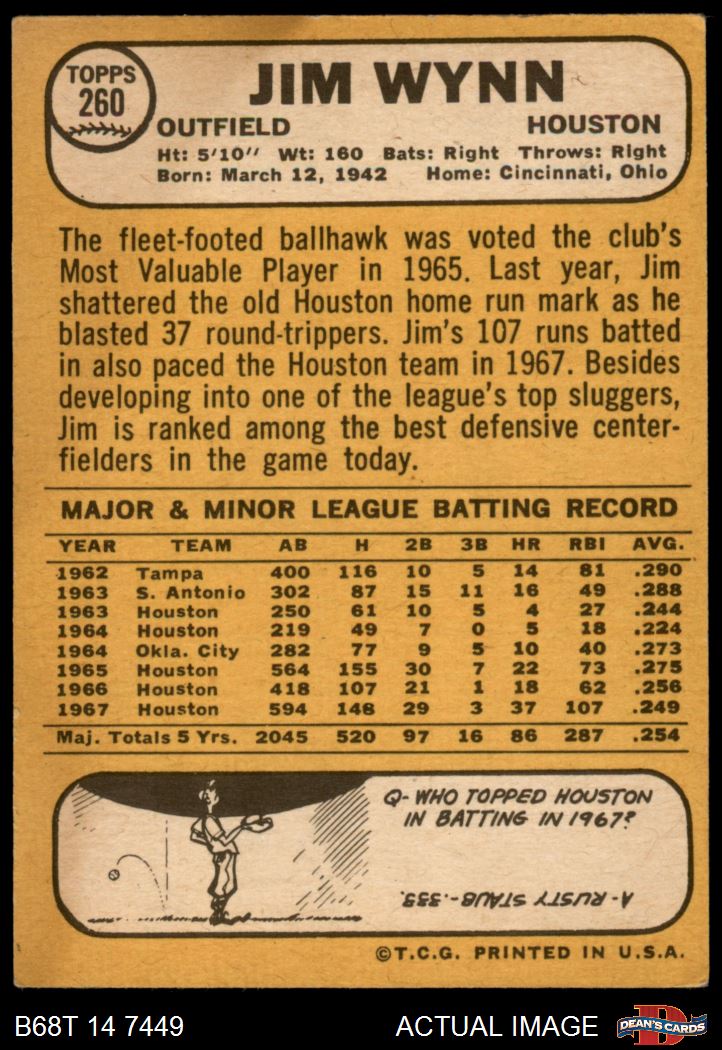 TOPPS
260
JIM WYNN
OUTFIELD HOUSTON
Ht: 5'10" Wt: 160 Bats: Right Throws: Right
Born: March 12, 1942 Home: Cincinnati, Ohio
The fleet-footed ballhawk was voted the club's
Most Valuable Player in 1965. Last year, Jim
shattered the old Houston home run mark as he
blasted 37 round-trippers. Jim's 107 runs batted
in also paced the Houston team in 1967. Besides
developing into one of the league's top sluggers,
Jim is ranked among the best defensive center-
fielders in the game today.
MAJOR & MINOR LEAGUE BATTING RECORD
YEAR TEAM AB H 2B 3B HR RBI AVG.
1962 Tampa 400 116 10 5 14 81 .290
1963 S. Antonio 302 87 15 11 16 49 .288
1963 Houston 250 61 10 5 4 27 .244
1964 Houston 219 49 7 0 5 18 .224
1964 Okla. City 282 77 9 5 10 40 .273
1965 Houston 564 155 30 7 22 73 .275
1966 Houston 418 107 21 1 18 62 .256
1967 Houston 594 148 29 3 37 107 .249
Maj. Totals 5 Yrs. 2045 520 97 16 86 287 .254
Q- WHO TOPPED HOUSTON
IN BATTING IN 1967?
A- RUSTY STAUB-.333.
©T.C.G. PRINTED IN U.S.A.
B68T 14 7449 ACTUAL IMAGE D DEAN'S CARDS